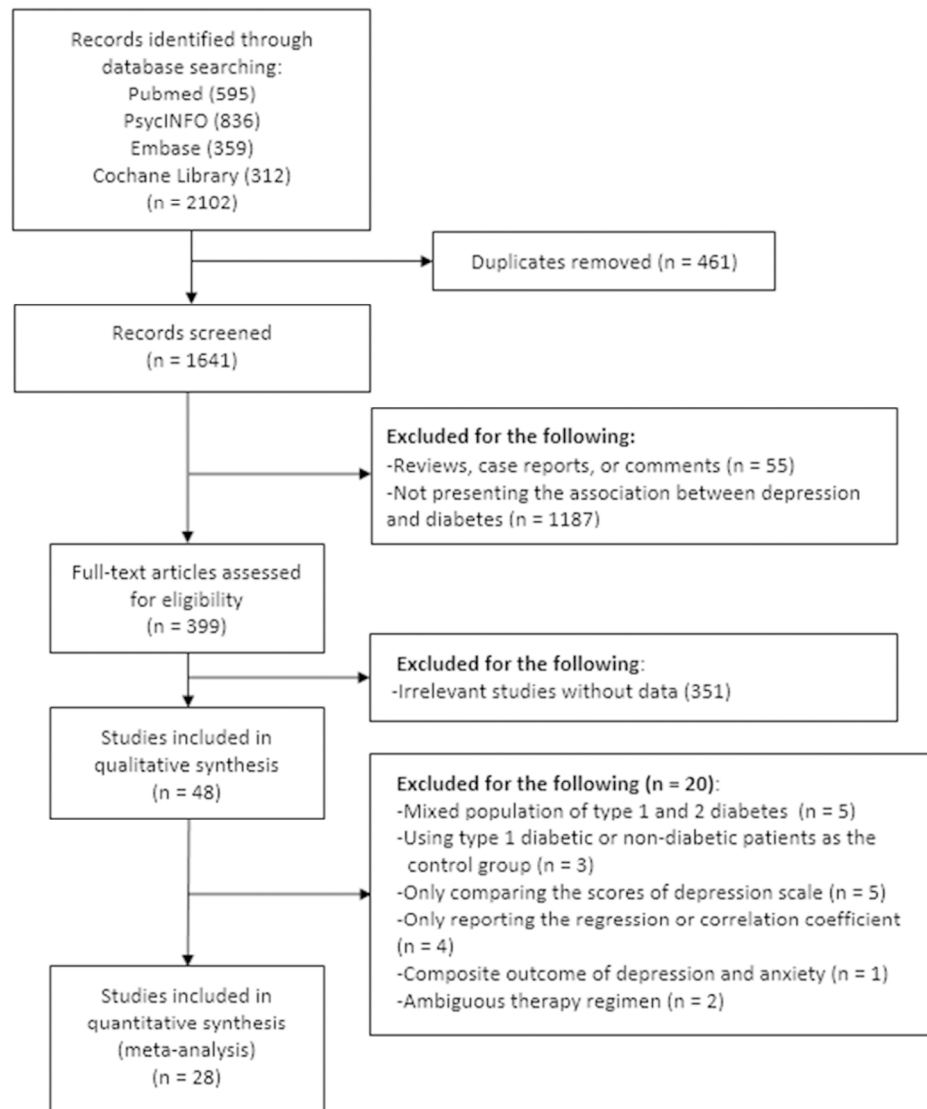 Records identified through
database searching:
Pubmed (595)
PsycINFO (836)
Embase (359)
Cochane Library (312)
(n = 2102)
Duplicates removed (n = 461)
Records screened
(n = 1641)
Excluded for the following:
-Reviews, case reports, or comments (n = 55)
-Not presenting the association between depression
and diabetes (n = 1187)
Full-text articles assessed
for eligibility
(n = 399)
Excluded for the following:
-Irrelevant studies without data (351)
Studies included in
qualitative synthesis
(n = 48)
Excluded for the following (n = 20):
-Mixed population of type 1 and 2 diabetes (n = 5)
-Using type 1 diabetic or non-diabetic patients as the
control group (n = 3)
-Only comparing the scores of depression scale (n = 5)
-Only reporting the regression or correlation coefficient
(n = 4)
-Composite outcome of depression and anxiety (n = 1)
-Ambiguous therapy regimen (n = 2)
Studies included in
quantitative synthesis
(meta-analysis)
(n = 28)